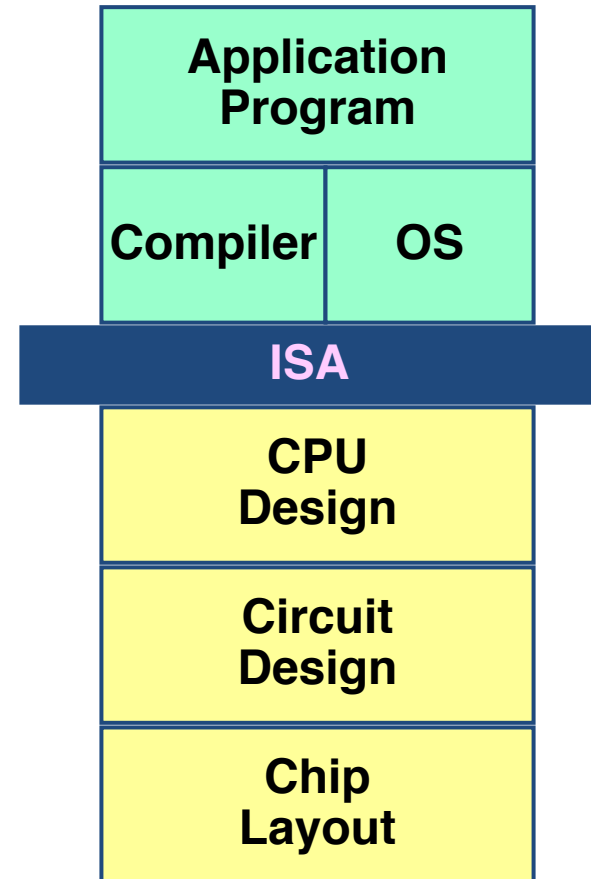 Application
Program
Compiler
OS
ISA
CPU
Design
Circuit
Design
Chip
Layout